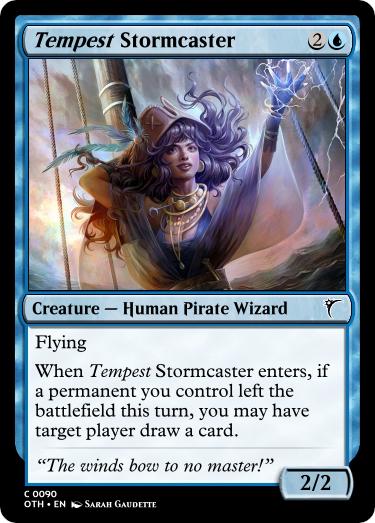 Tempest Stormcaster 2
Creature — Human Pirate Wizard
Flying
When Tempest Stormcaster enters, if
a permanent you control left the
battlefield this turn, you may have
target player draw a card.
“The winds bow to no master!”
2/2
C 0090
OTH • EN Sarah Gaudette